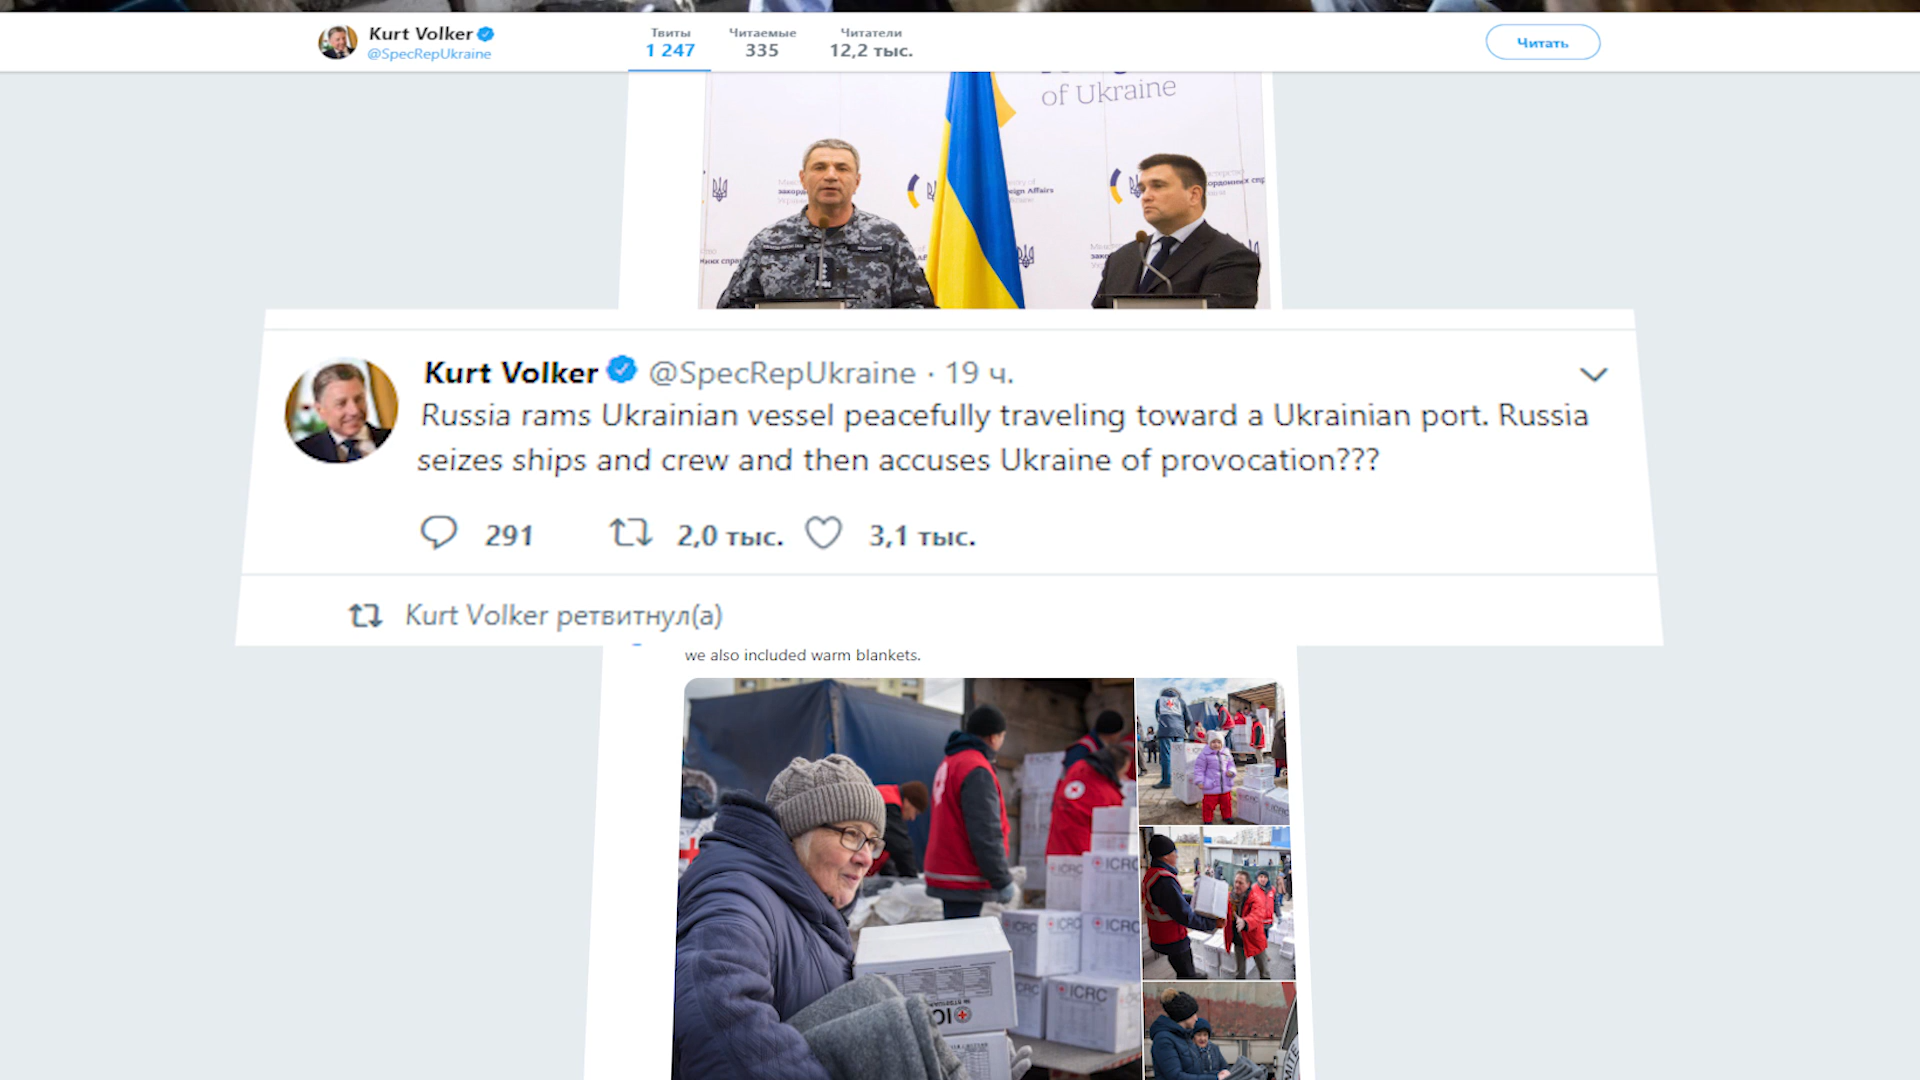 Kurt Volker
@SpecRepUkraine
Твиты
1 247
Читаемые
335
Читатели
12,2 тыс.
Читать
of Ukraine
Kurt Volker @SpecRepUkraine · 19 ч.
Russia rams Ukrainian vessel peacefully traveling toward a Ukrainian port. Russia
seizes ships and crew and then accuses Ukraine of provocation???
291
2,0 тыс.
3,1 тыс.
Kurt Volker ретвитнул(а)
we also included warm blankets.
ICRC
ICRC
ICRC
ICRC
ICRC
ICRC